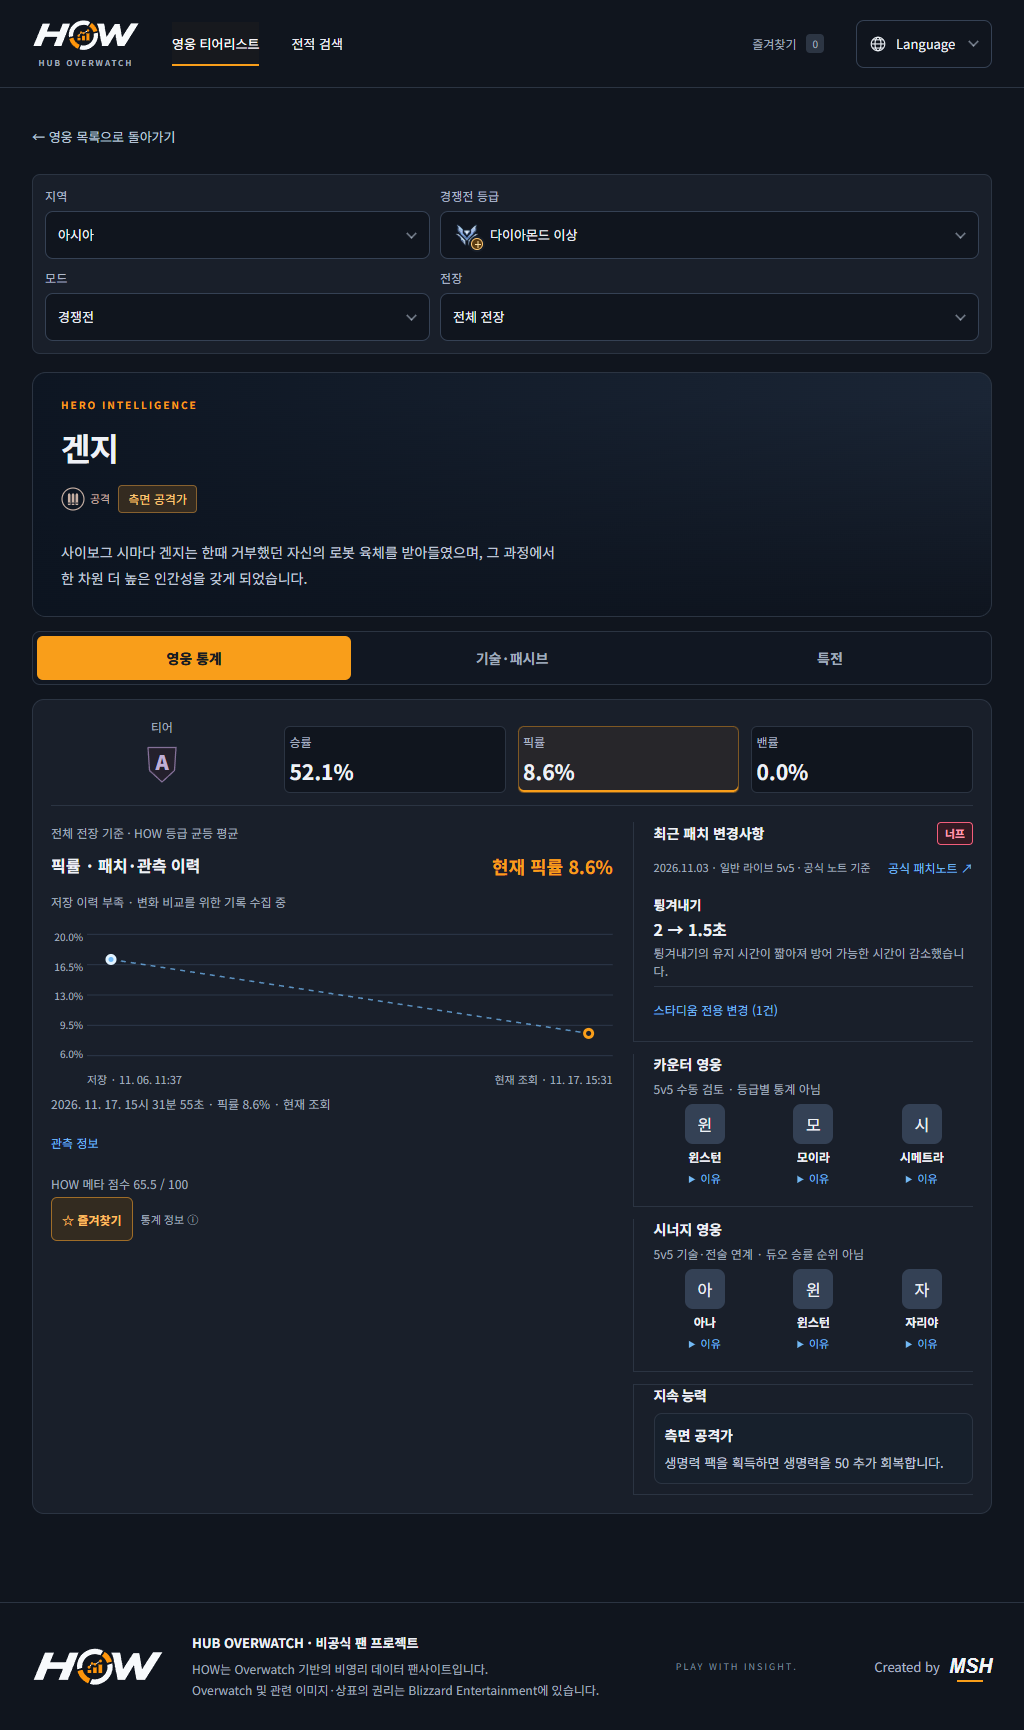 HOW
HUB OVERWATCH
영웅 티어리스트
전적 검색
즐겨찾기 0
Language
← 영웅 목록으로 돌아가기
지역
아시아
경쟁전 등급
다이아몬드 이상
모드
경쟁전
전장
전체 전장
HERO INTELLIGENCE
겐지
공격 측면 공격가
사이보그 시마다 겐지는 한때 거부했던 자신의 로봇 육체를 받아들였으며, 그 과정에서
한 차원 더 높은 인간성을 갖게 되었습니다.
영웅 통계
기술·패시브
특전
티어
A
승률
52.1%
픽률
8.6%
밴률
0.0%
전체 전장 기준 · HOW 등급 균등 평균
픽률 · 패치·관측 이력
현재 픽률 8.6%
저장 이력 부족 · 변화 비교를 위한 기록 수집 중
20.0%
16.5%
13.0%
9.5%
6.0%
저장 · 11. 06. 11:37
현재 조회 · 11. 17. 15:31
2026. 11. 17. 15시 31분 55초 · 픽률 8.6% · 현재 조회
관측 정보
HOW 메타 점수 65.5 / 100
☆ 즐겨찾기
통계 정보 ⓘ
최근 패치 변경사항
너프
2026.11.03 · 일반 라이브 5v5 · 공식 노트 기준
공식 패치노트 ↗
튕겨내기
2 → 1.5초
튕겨내기의 유지 시간이 짧아져 방어 가능한 시간이 감소했습니
다.
스타디움 전용 변경 (1건)
카운터 영웅
5v5 수동 검토 · 등급별 통계 아님
윈
모
시
윈스턴
모이라
시메트라
▶ 이유
▶ 이유
▶ 이유
시너지 영웅
5v5 기술·전술 연계 · 듀오 승률 순위 아님
아
윈
자
아나
윈스턴
자리야
▶ 이유
▶ 이유
▶ 이유
지속 능력
측면 공격가
생명력 팩을 획득하면 생명력을 50 추가 회복합니다.
HOW
HUB OVERWATCH · 비공식 팬 프로젝트
HOW는 Overwatch 기반의 비영리 데이터 팬사이트입니다.
Overwatch 및 관련 이미지·상표의 권리는 Blizzard Entertainment에 있습니다.
PLAY WITH INSIGHT.
Created by MSH